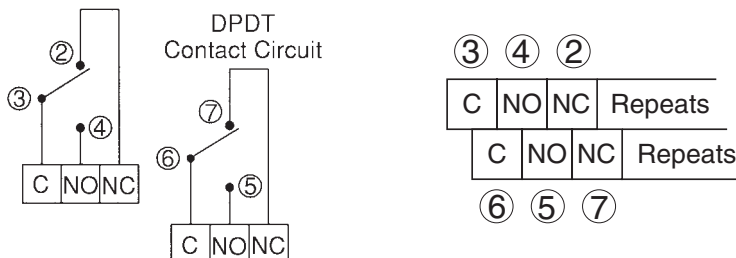 DPDT
Contact Circuit
②
③
④
C NO NC
⑦
⑥
⑤
C NO NC
③ ④ ②
C NO NC Repeats
C NO NC Repeats
⑥ ⑤ ⑦